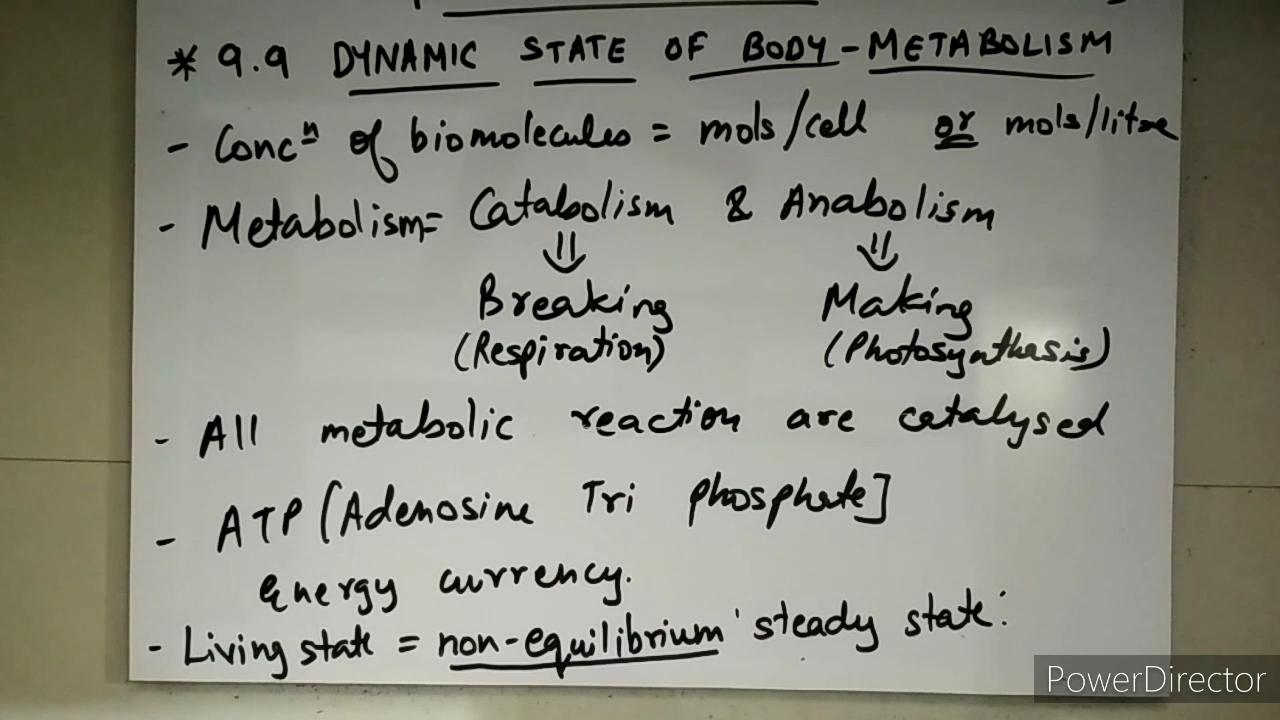 * 9.9 DYNAMIC STATE OF BODY - METABOLISM
- Concⁿ of biomolecules = mols/cell or mols/litre
- Metabolism = Catabolism & Anabolism
⇓ ⇓
Breaking Making
(Respiration) (Photosynthesis)
- All metabolic reaction are catalysed
- ATP [Adenosine Tri phosphate]
energy currency.
- Living state = non-equilibrium 'steady state:
PowerDirector